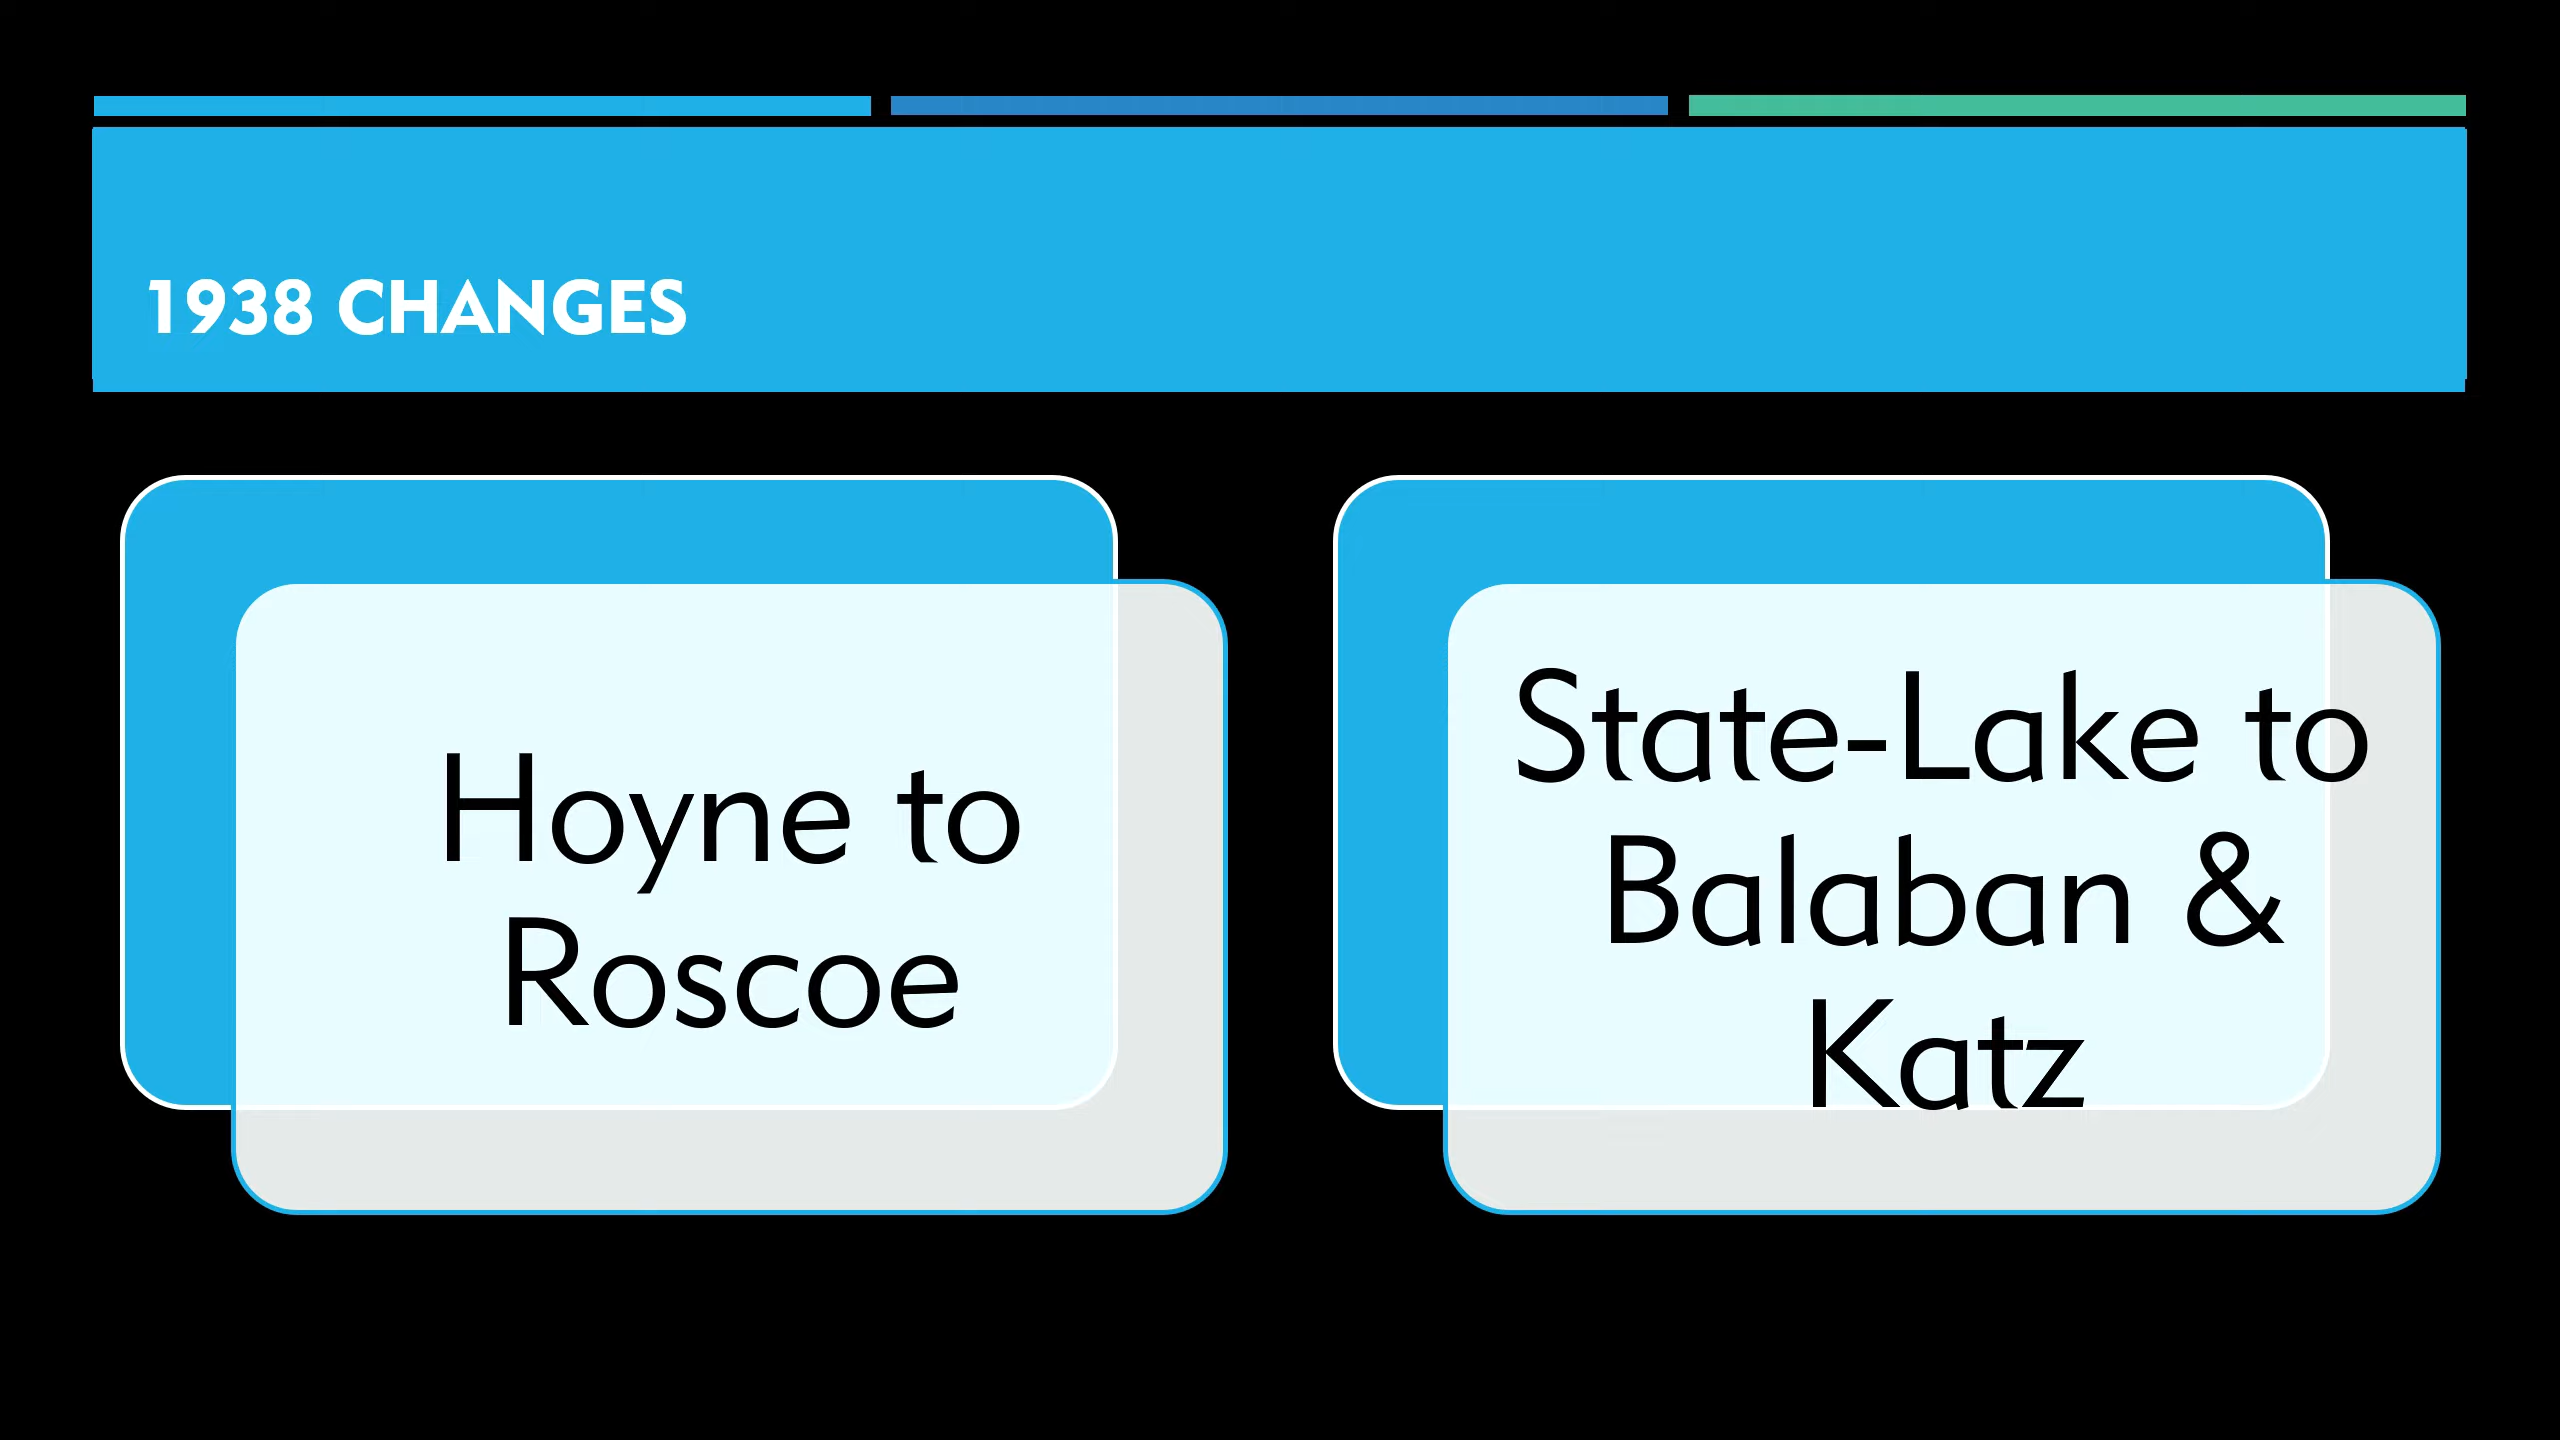 1938 CHANGES
Hoyne to
Roscoe
State-Lake to
Balaban &
Katz